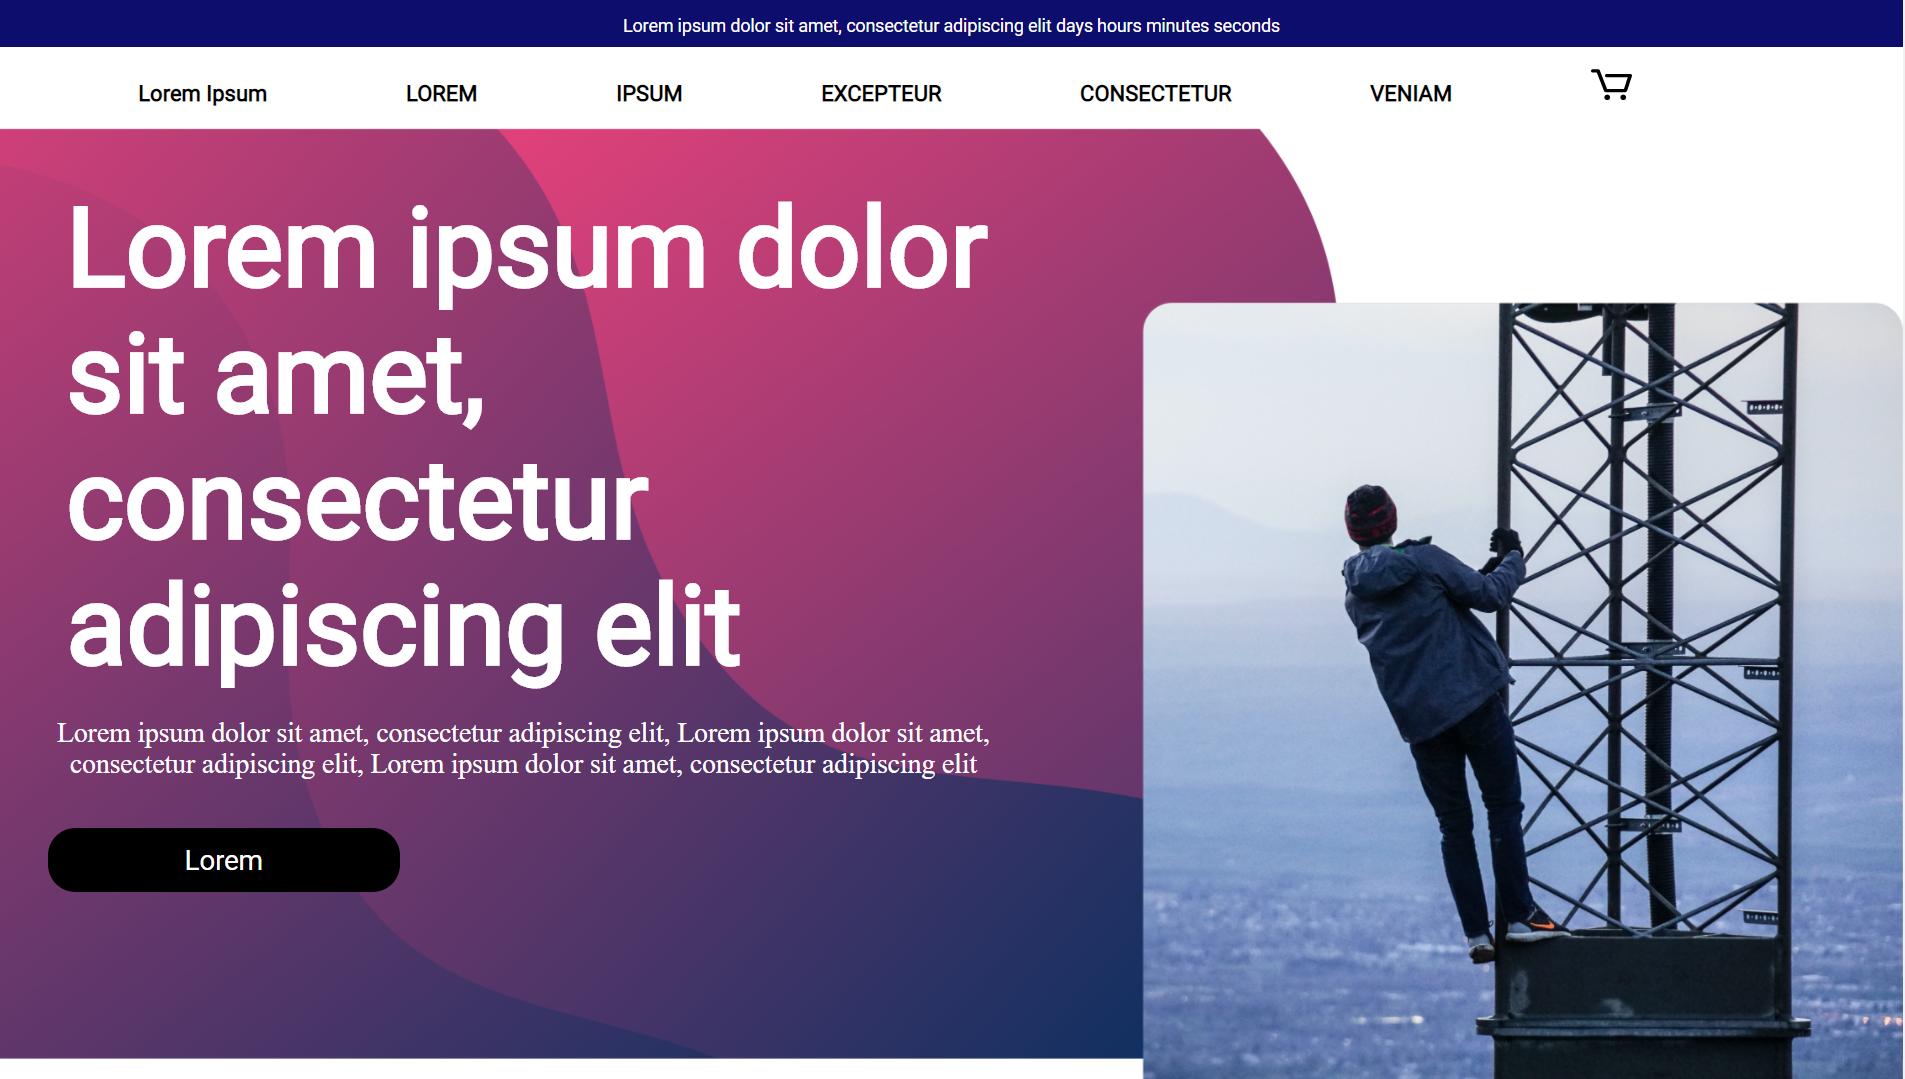 Lorem ipsum dolor sit amet, consectetur adipiscing elit days hours minutes seconds
Lorem Ipsum LOREM IPSUM EXCEPTEUR CONSECTETUR VENIAM
Lorem ipsum dolor
sit amet,
consectetur
adipiscing elit
Lorem ipsum dolor sit amet, consectetur adipiscing elit, Lorem ipsum dolor sit amet,
consectetur adipiscing elit, Lorem ipsum dolor sit amet, consectetur adipiscing elit
Lorem